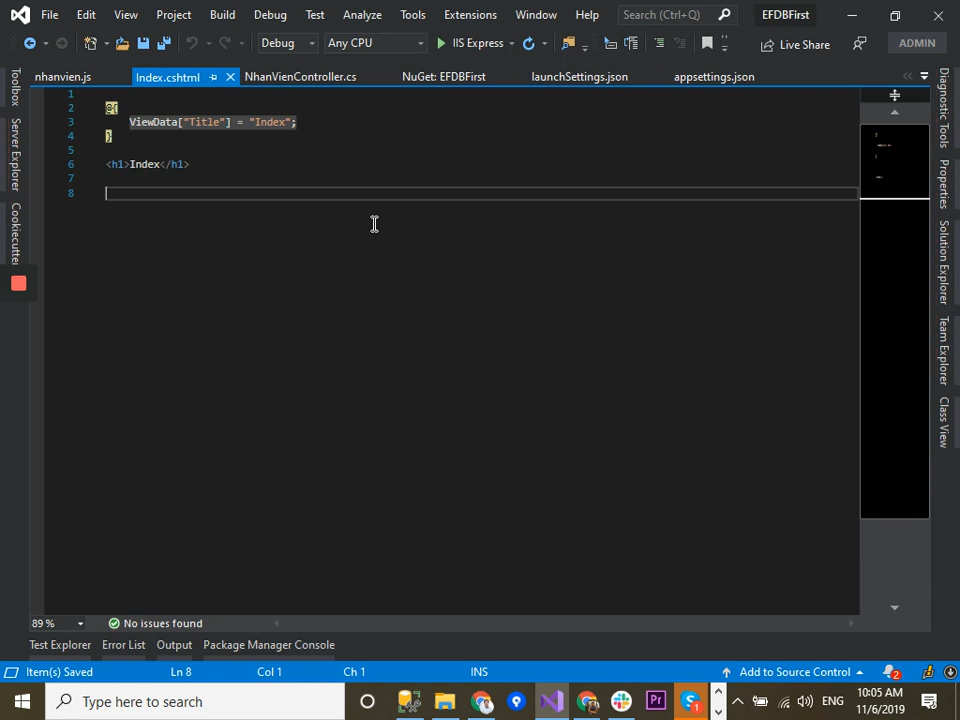 File Edit View Project Build Debug Test Analyze Tools Extensions Window Help Search (Ctrl+Q) EFDBFirst
Debug Any CPU IIS Express Live Share ADMIN
nhanvien.js Index.cshtml NhanVienController.cs NuGet: EFDBFirst launchSettings.json appsettings.json
Toolbox
Server Explorer
Cookiecutter
1
2 @{
3 ViewData["Title"] = "Index";
4 }
5
6 <h1>Index</h1>
7
8
Diagnostic Tools
Properties
Solution Explorer
Team Explorer
Class View
89 % No issues found
Test Explorer Error List Output Package Manager Console
Item(s) Saved Ln 8 Col 1 Ch 1 INS Add to Source Control 2
Type here to search Pr 1 ENG 10:05 AM
11/6/2019